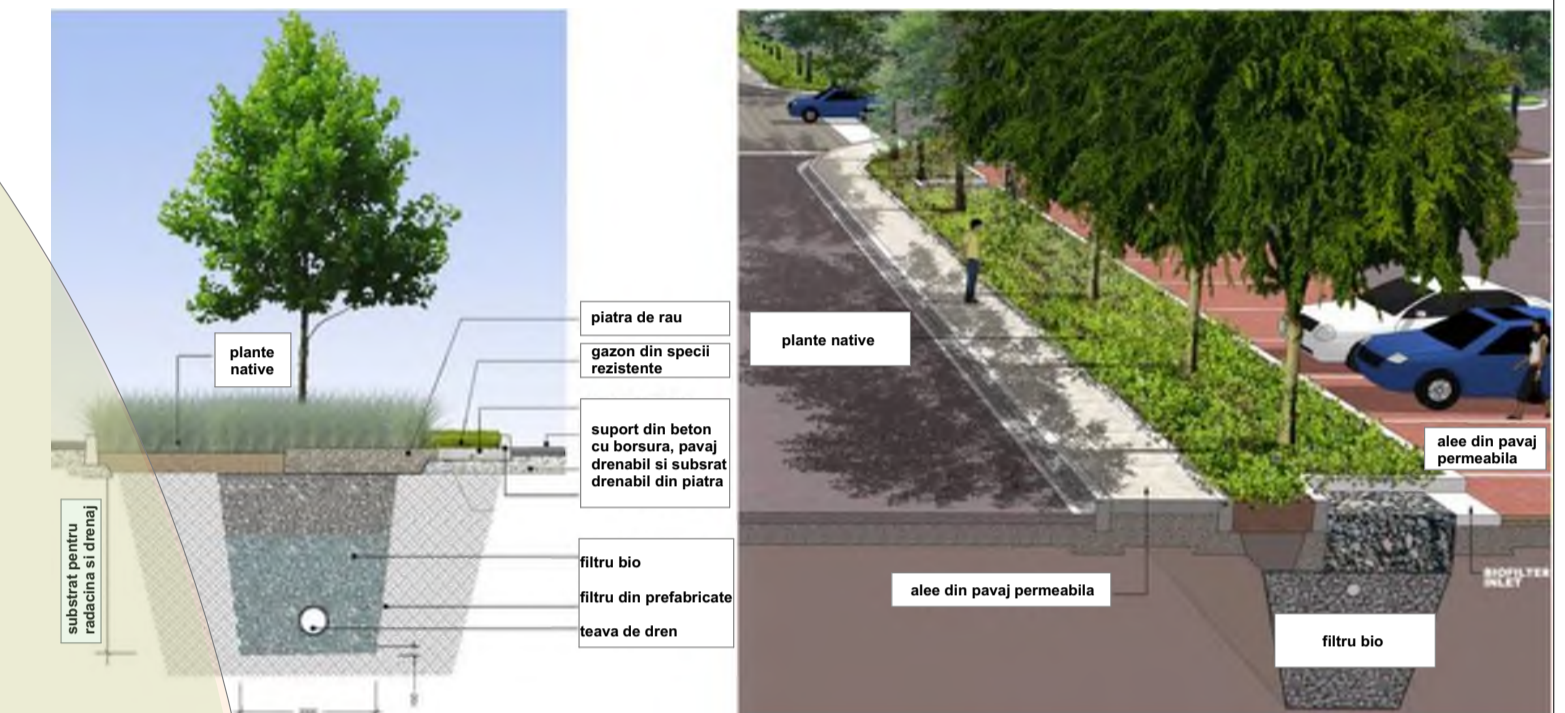 plante
native
piatra de rau
gazon din specii
rezistente
suport din beton
cu borsura, pavaj
drenabil si subsrat
drenabil din piatra
substrat pentru
radacina si drenaj
filtru bio
filtru din prefabricate
teava de dren
plante native
alee din pavaj
permeabila
alee din pavaj permeabila
BIOFILTER
INLET
filtru bio